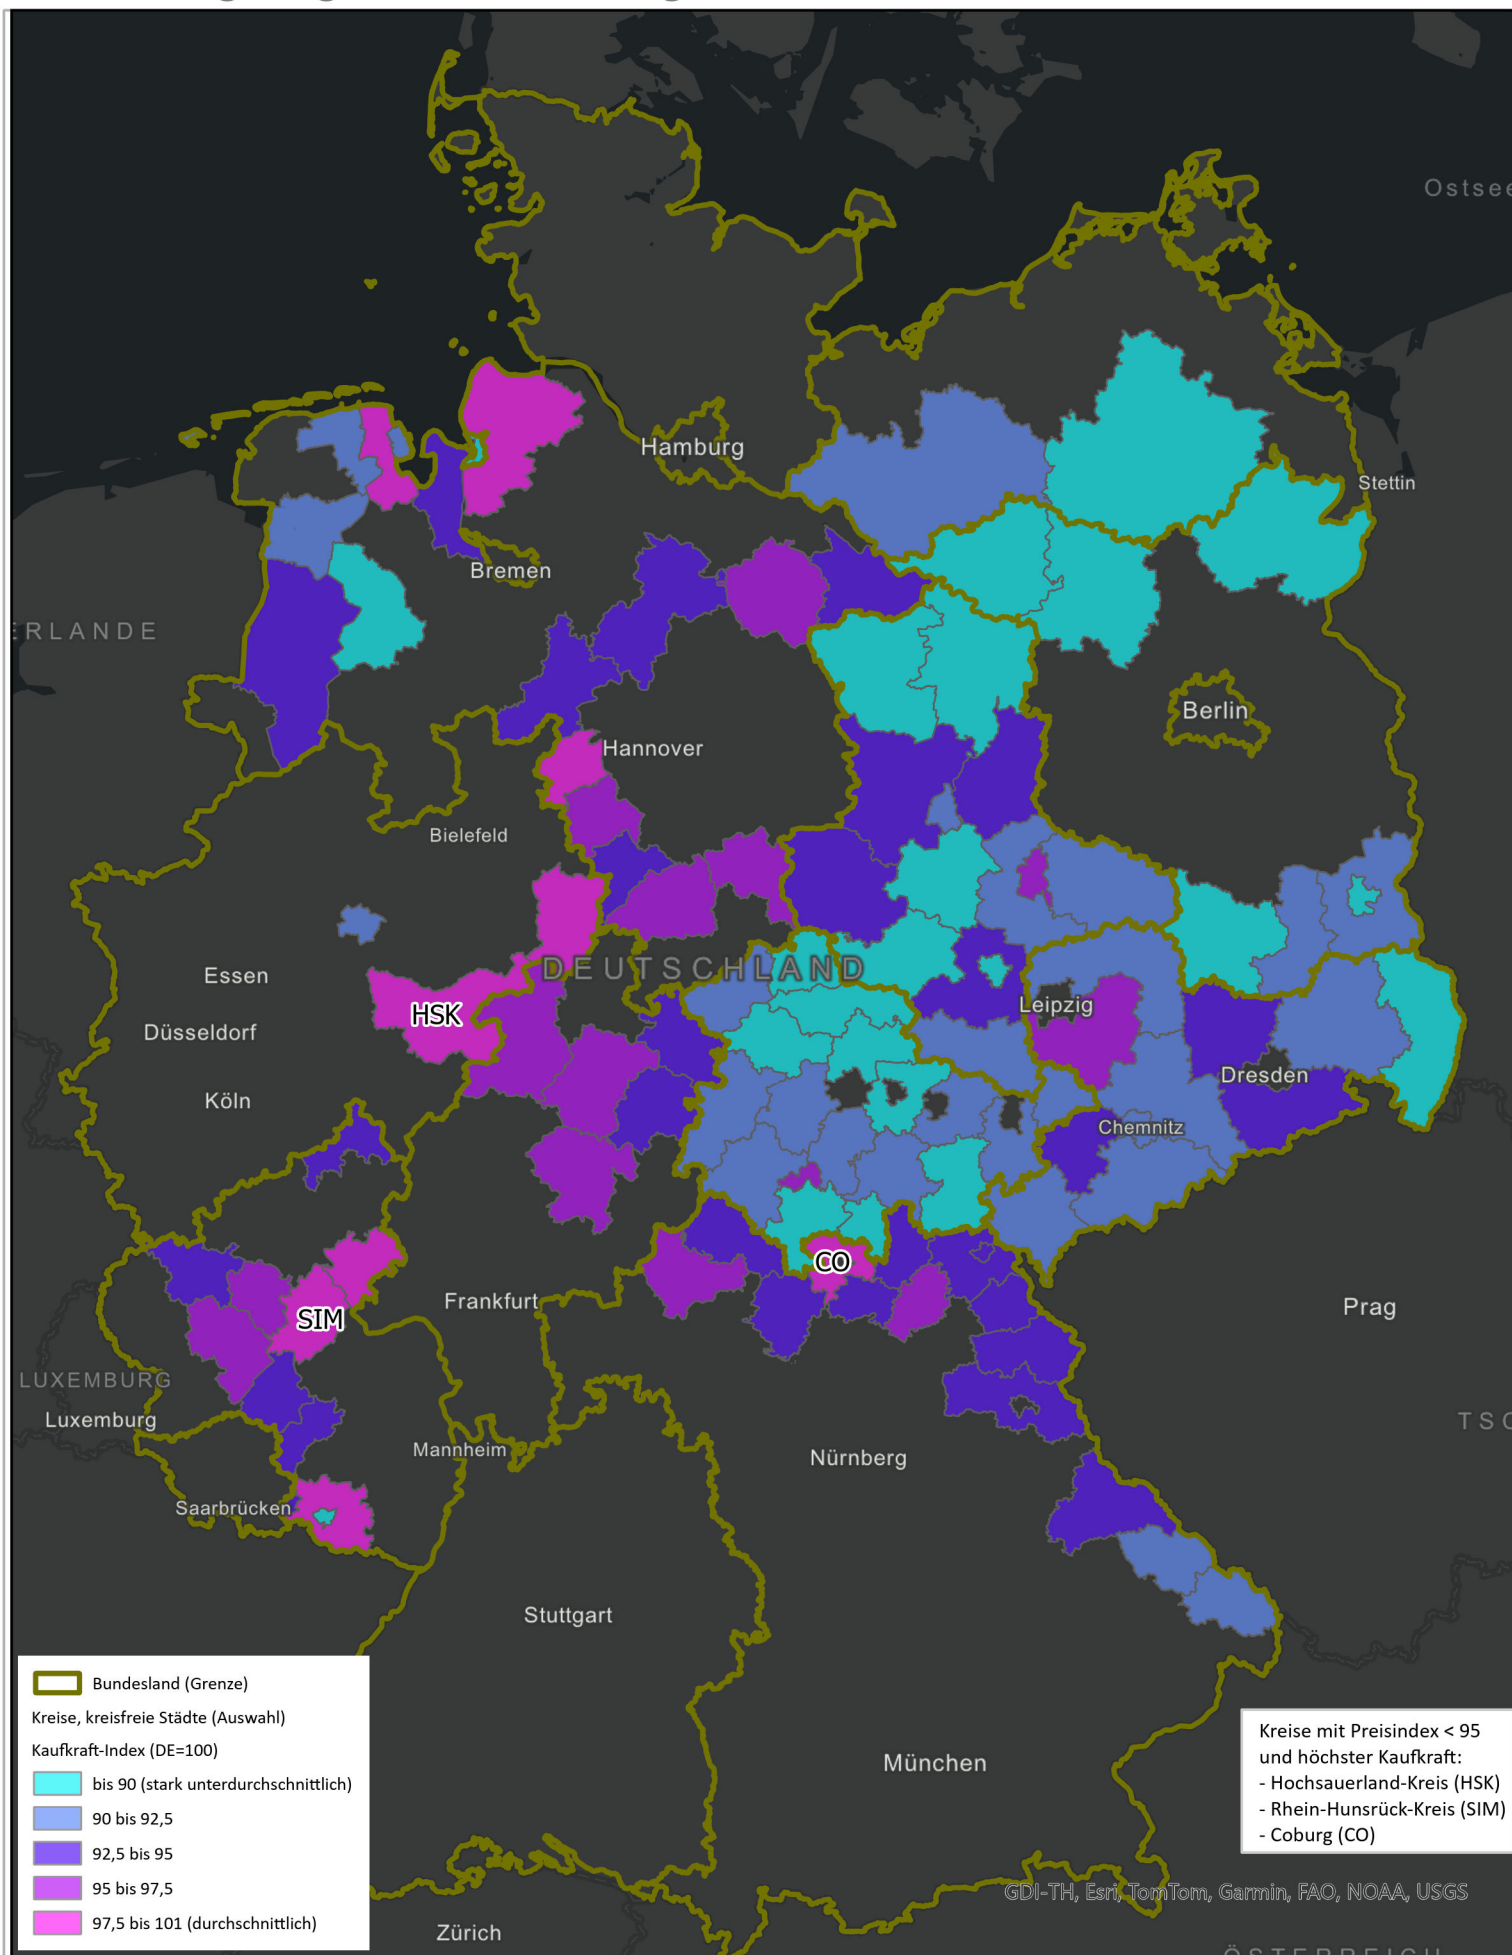 Ostsee
Hamburg
Stettin
Bremen
ERLANDE
Berlin
Hannover
Bielefeld
DEUTSCHLAND
Essen
HSK
Leipzig
Düsseldorf
Dresden
Köln
Chemnitz
CO
Frankfurt
SIM
Prag
LUXEMBURG
Luxemburg
TSC
Mannheim
Nürnberg
Saarbrücken
Stuttgart
München
Zürich
Bundesland (Grenze)
Kreise, kreisfreie Städte (Auswahl)
Kaufkraft-Index (DE=100)
bis 90 (stark unterdurchschnittlich)
90 bis 92,5
92,5 bis 95
95 bis 97,5
97,5 bis 101 (durchschnittlich)
Kreise mit Preisindex < 95
und höchster Kaufkraft:
- Hochsauerland-Kreis (HSK)
- Rhein-Hunsrück-Kreis (SIM)
- Coburg (CO)
GDI-TH, Esri, TomTom, Garmin, FAO, NOAA, USGS